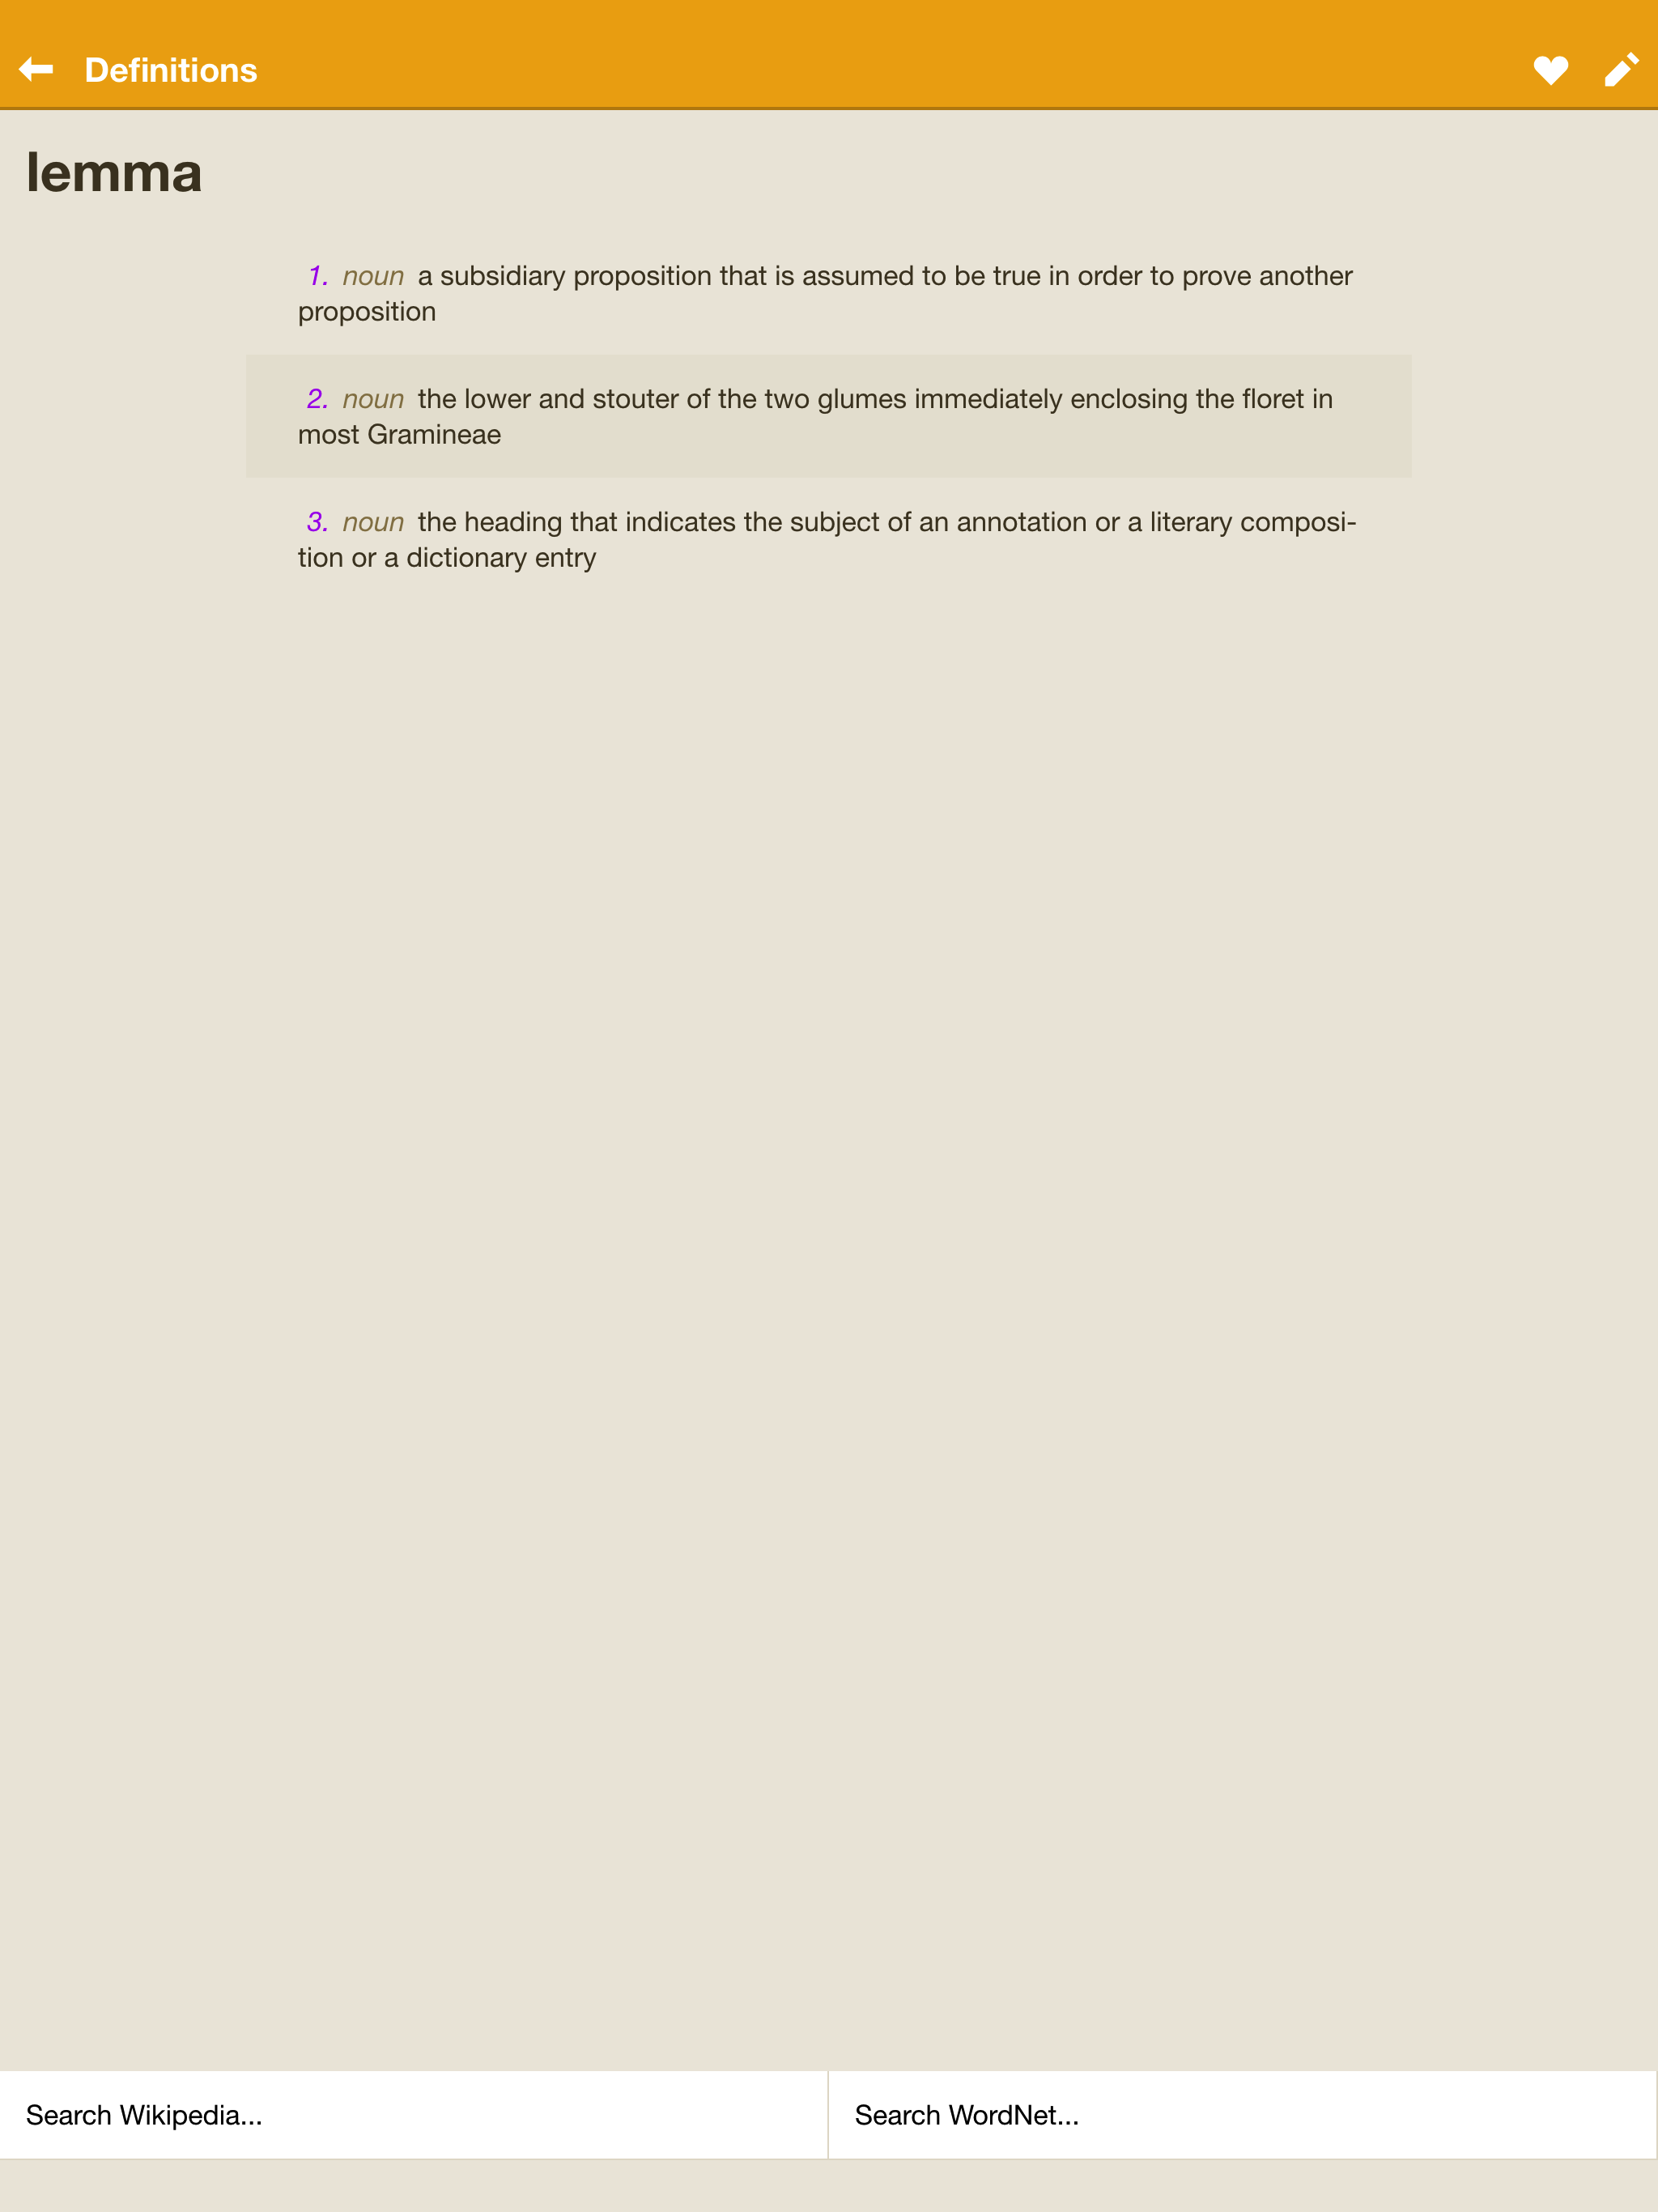 Definitions
lemma
1. noun a subsidiary proposition that is assumed to be true in order to prove another
proposition
2. noun the lower and stouter of the two glumes immediately enclosing the floret in
most Gramineae
3. noun the heading that indicates the subject of an annotation or a literary composi-
tion or a dictionary entry
Search Wikipedia...
Search WordNet...